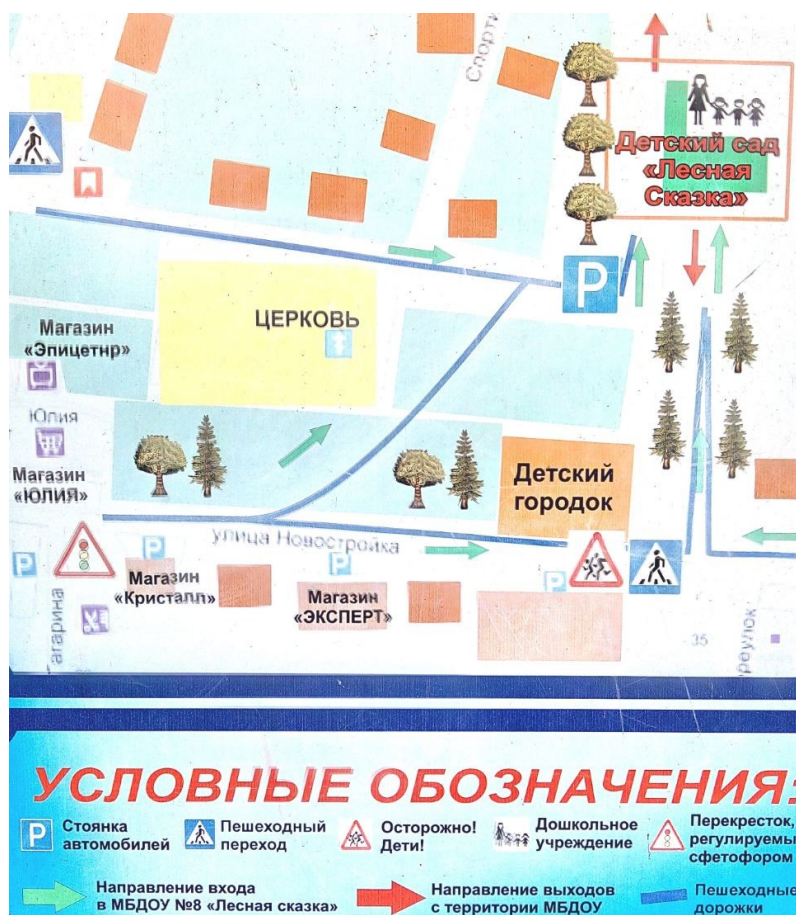 Спорти
Детский сад
«Лесная
Сказка»
P
ЦЕРКОВЬ
Магазин
«Эпицетнр»
Юлия
Магазин
«ЮЛИЯ»
Детский
городок
улица Новостройка
P
P
P
P
Магазин
«Кристалл»
Магазин
«ЭКСПЕРТ»
Гагарина
35
реулок
УСЛОВНЫЕ ОБОЗНАЧЕНИЯ:
P
Стоянка
автомобилей
Пешеходный
переход
Осторожно!
Дети!
Дошкольное
учреждение
Перекресток,
регулируемы
сфетофором
Направление входа
в МБДОУ №8 «Лесная сказка»
Направление выходов
с территории МБДОУ
Пешеходные
дорожки